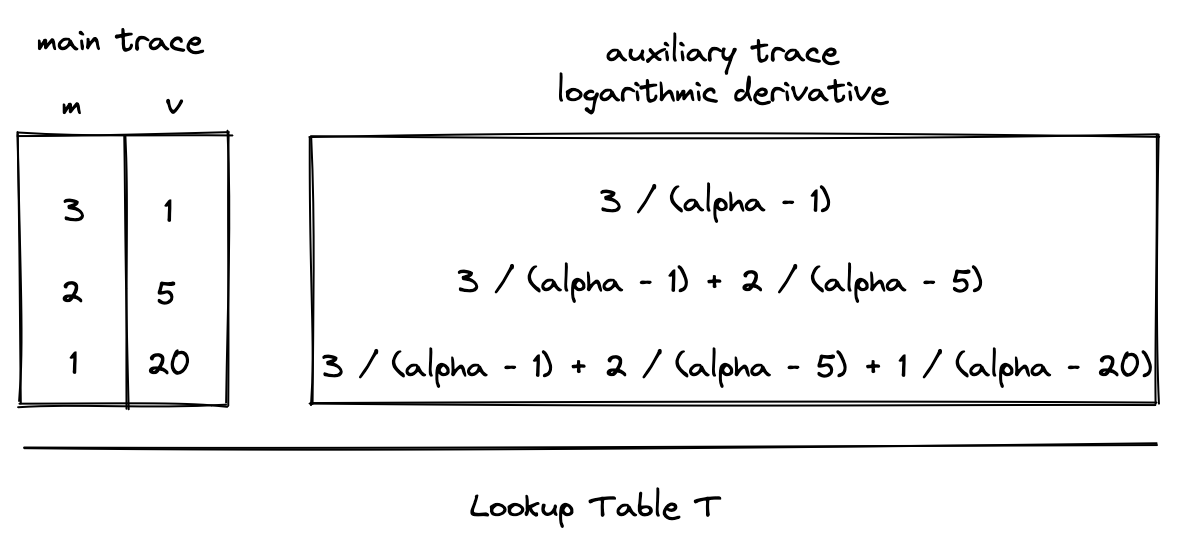 main trace
auxiliary trace
logarithmic derivative
m v
3 1 3 / (alpha - 1)
2 5 3 / (alpha - 1) + 2 / (alpha - 5)
1 20 3 / (alpha - 1) + 2 / (alpha - 5) + 1 / (alpha - 20)
Lookup Table T